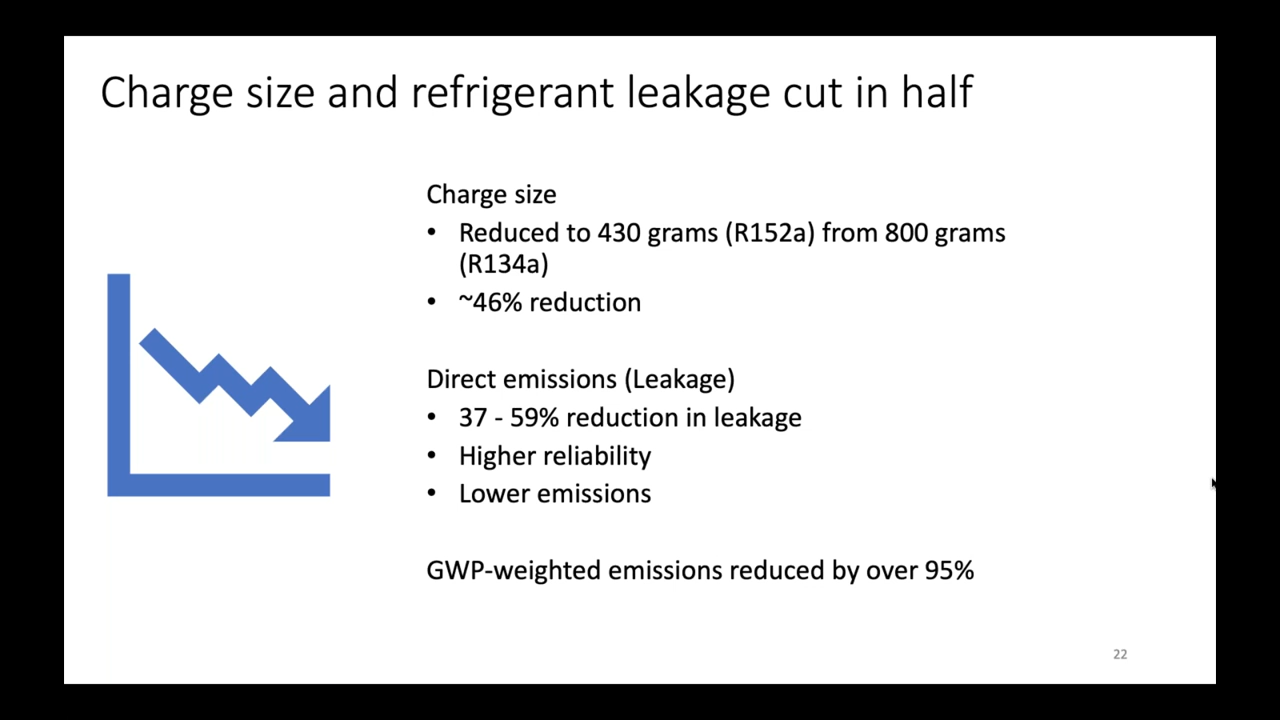 Charge size and refrigerant leakage cut in half
Charge size
• Reduced to 430 grams (R152a) from 800 grams
(R134a)
• ~46% reduction
Direct emissions (Leakage)
• 37 - 59% reduction in leakage
• Higher reliability
• Lower emissions
GWP-weighted emissions reduced by over 95%
22